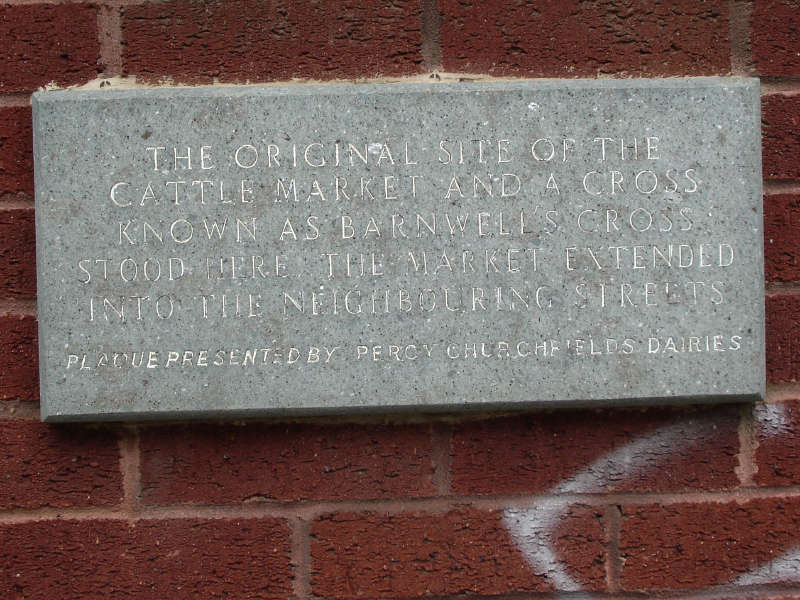 THE ORIGINAL SITE OF THE
CATTLE MARKET AND A CROSS
KNOWN AS BARNWELL'S CROSS
STOOD HERE. THE MARKET EXTENDED
INTO THE NEIGHBOURING STREETS
PLAQUE PRESENTED BY PERCY CHURCHFIELDS DAIRIES